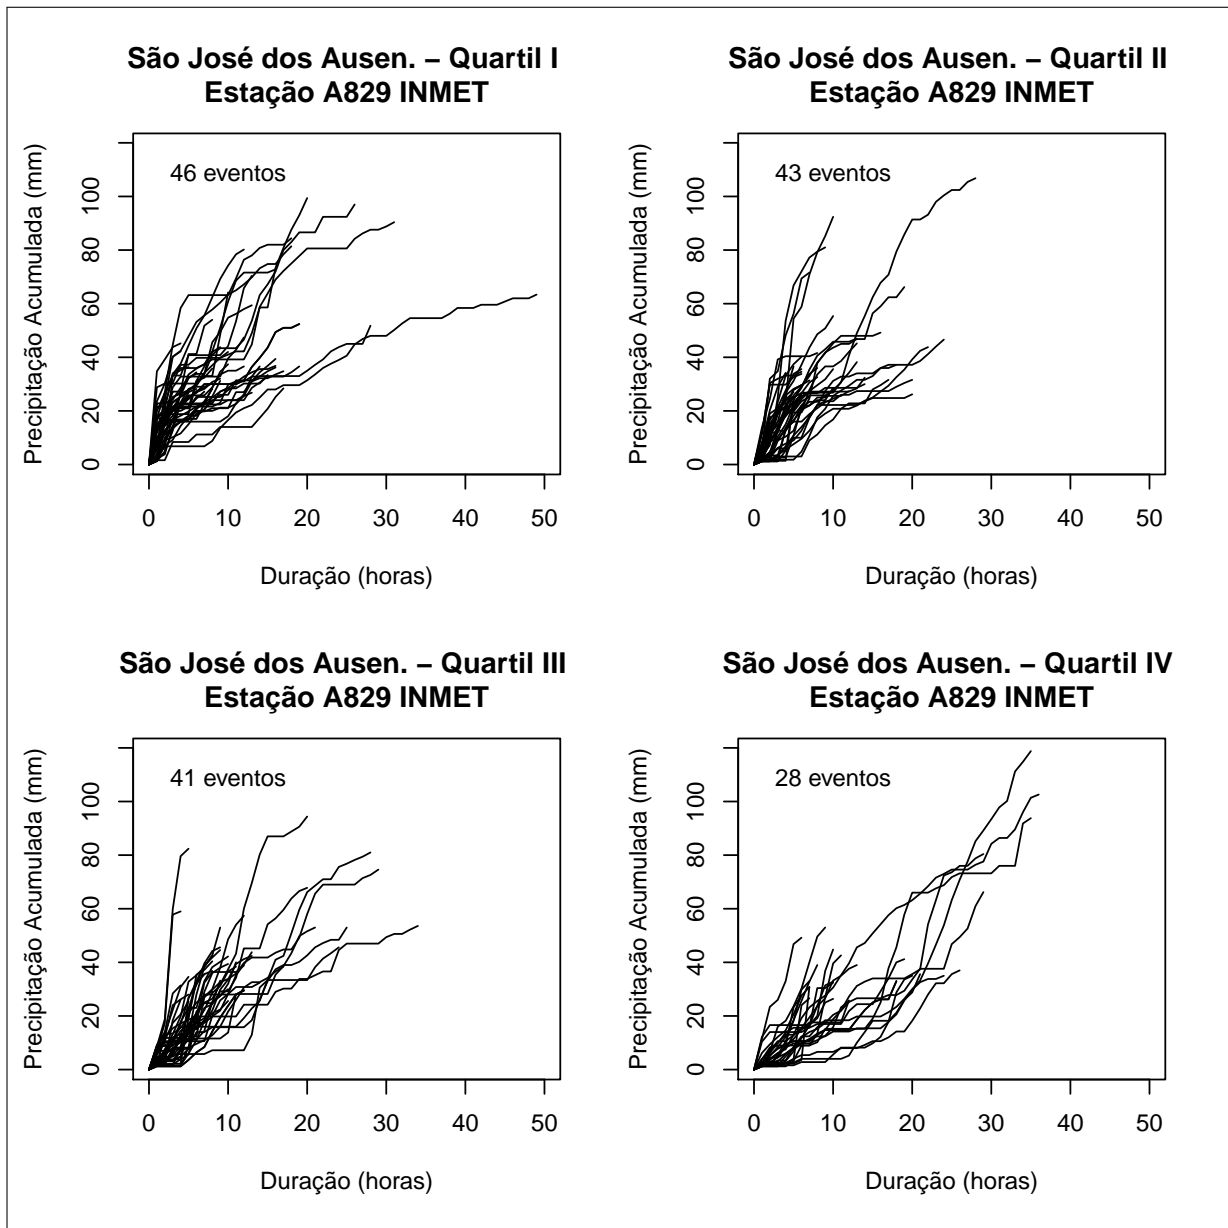 São José dos Ausen. – Quartil I
Estação A829 INMET
Precipitação Acumulada (mm)
46 eventos
0 20 40 60 80 100
0 10 20 30 40 50
Duração (horas)
São José dos Ausen. – Quartil II
Estação A829 INMET
Precipitação Acumulada (mm)
43 eventos
0 20 40 60 80 100
0 10 20 30 40 50
Duração (horas)
São José dos Ausen. – Quartil III
Estação A829 INMET
Precipitação Acumulada (mm)
41 eventos
0 20 40 60 80 100
0 10 20 30 40 50
Duração (horas)
São José dos Ausen. – Quartil IV
Estação A829 INMET
Precipitação Acumulada (mm)
28 eventos
0 20 40 60 80 100
0 10 20 30 40 50
Duração (horas)